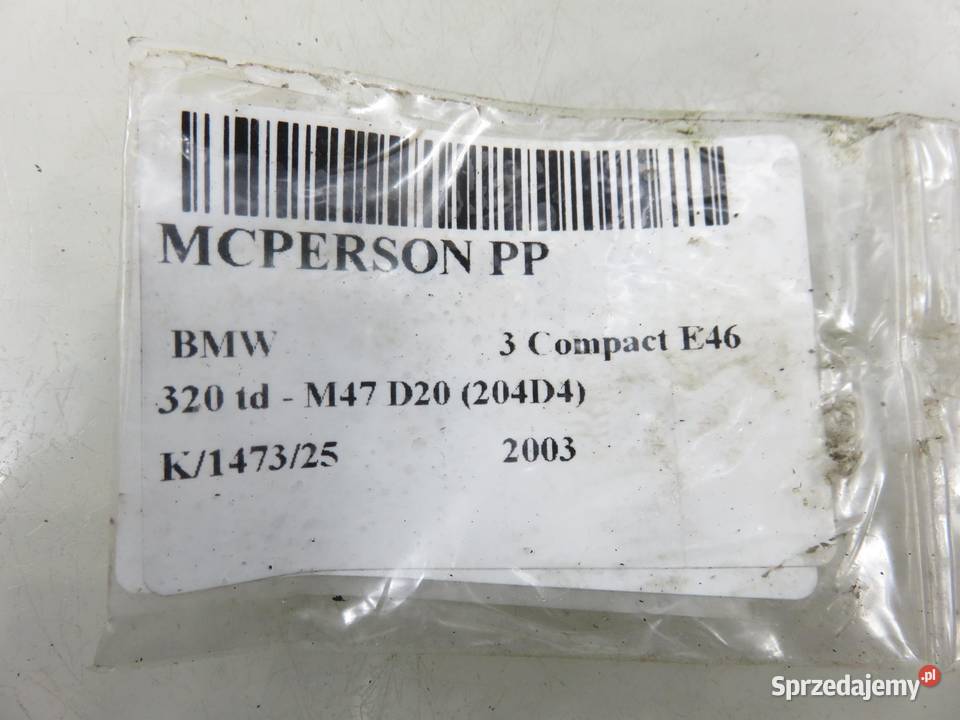 MCPERSON PP
BMW 3 Compact E46
320 td - M47 D20 (204D4)
K/1473/25 2003
Sprzedajemy.pl